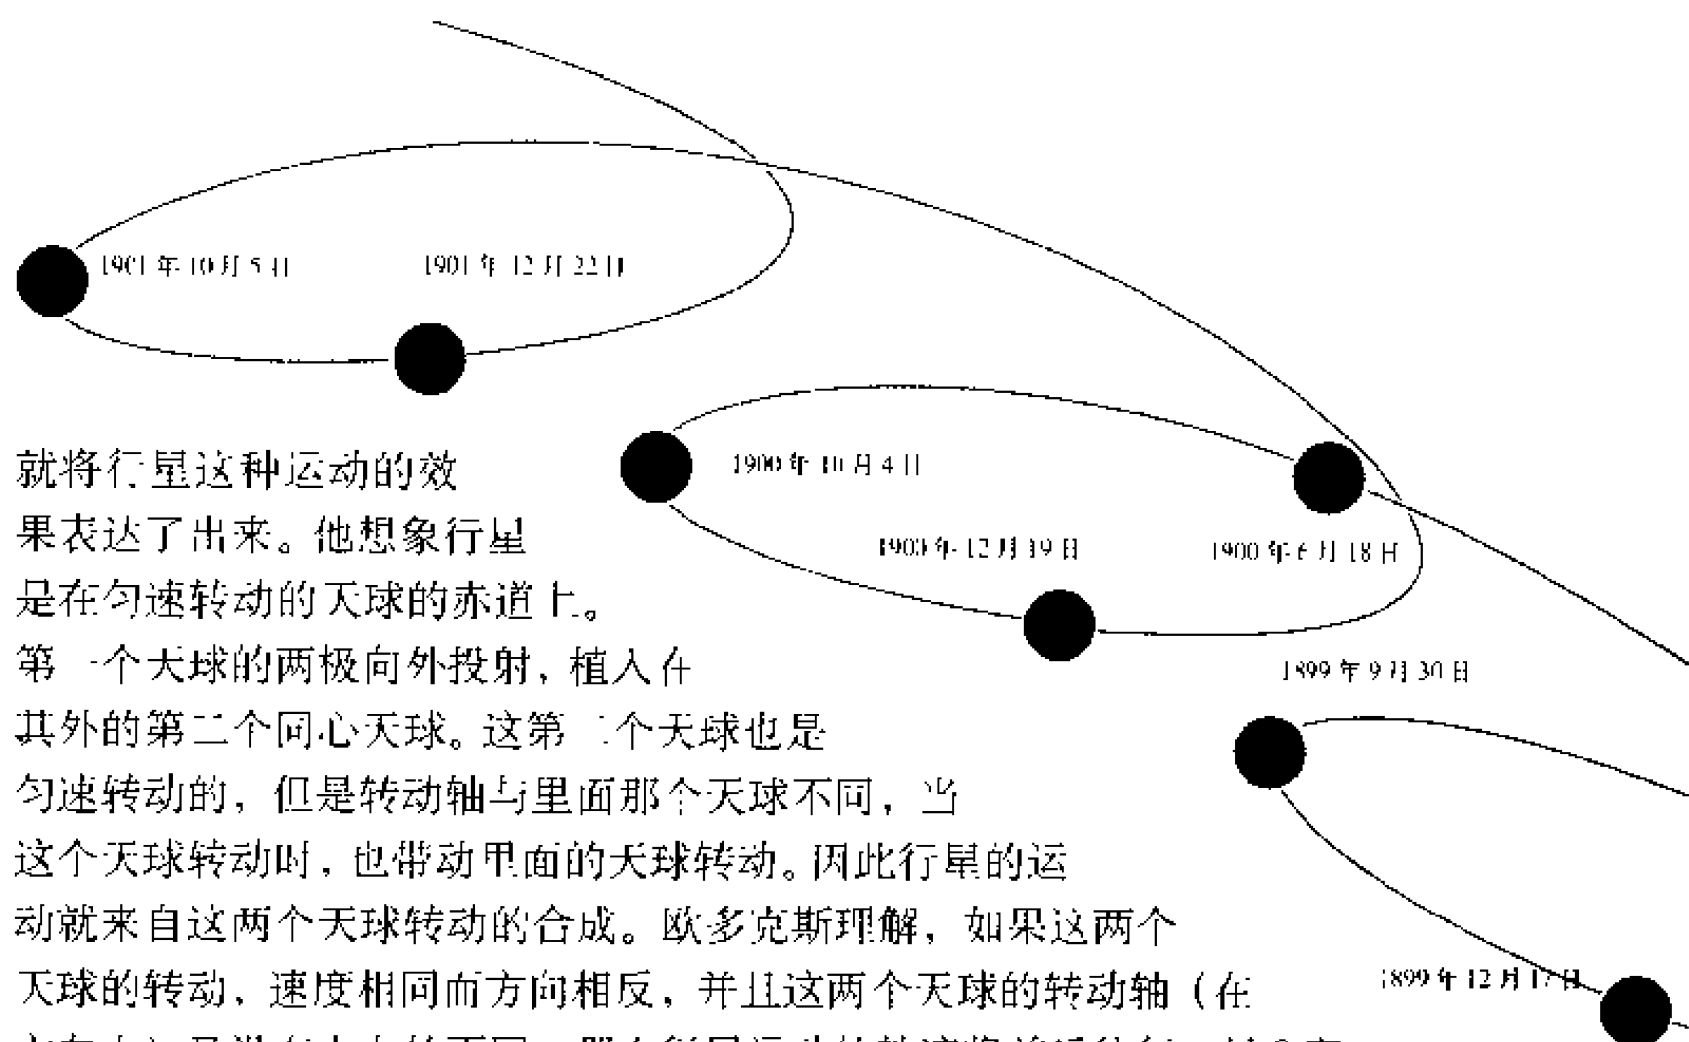 1901年10月5日
1901年12月22日
1900年10月4日
1900年12月19日
1900年6月18日
1899年9月30日
1899年12月17日
就将行星这种运动的效
果表达了出来。他想象行星
是在匀速转动的天球的赤道上。
第一个天球的两极向外投射，植入在
其外的第二个同心天球。这第二个天球也是
匀速转动的，但是转动轴与里面那个天球不同，当
这个天球转动时，也带动里面的天球转动。因此行星的运
动就来自这两个天球转动的合成。欧多克斯理解，如果这两个
天球的转动，速度相同而方向相反，并且这两个天球的转动轴（在